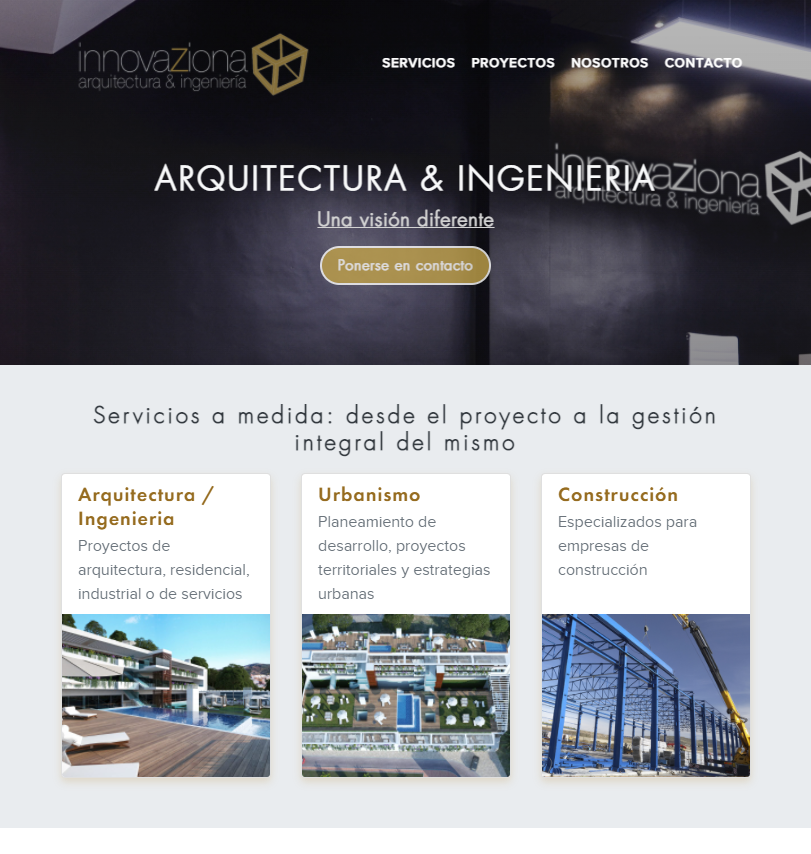 innovaziona
arquitectura & ingeniería
SERVICIOS PROYECTOS NOSOTROS CONTACTO
innovaziona
arquitectura & ingeniería
ARQUITECTURA & INGENIERIA
Una visión diferente
Ponerse en contacto
Servicios a medida: desde el proyecto a la gestión
integral del mismo
Arquitectura /
Ingenieria
Proyectos de
arquitectura, residencial,
industrial o de servicios
Urbanismo
Planeamiento de
desarrollo, proyectos
territoriales y estrategias
urbanas
Construcción
Especializados para
empresas de
construcción